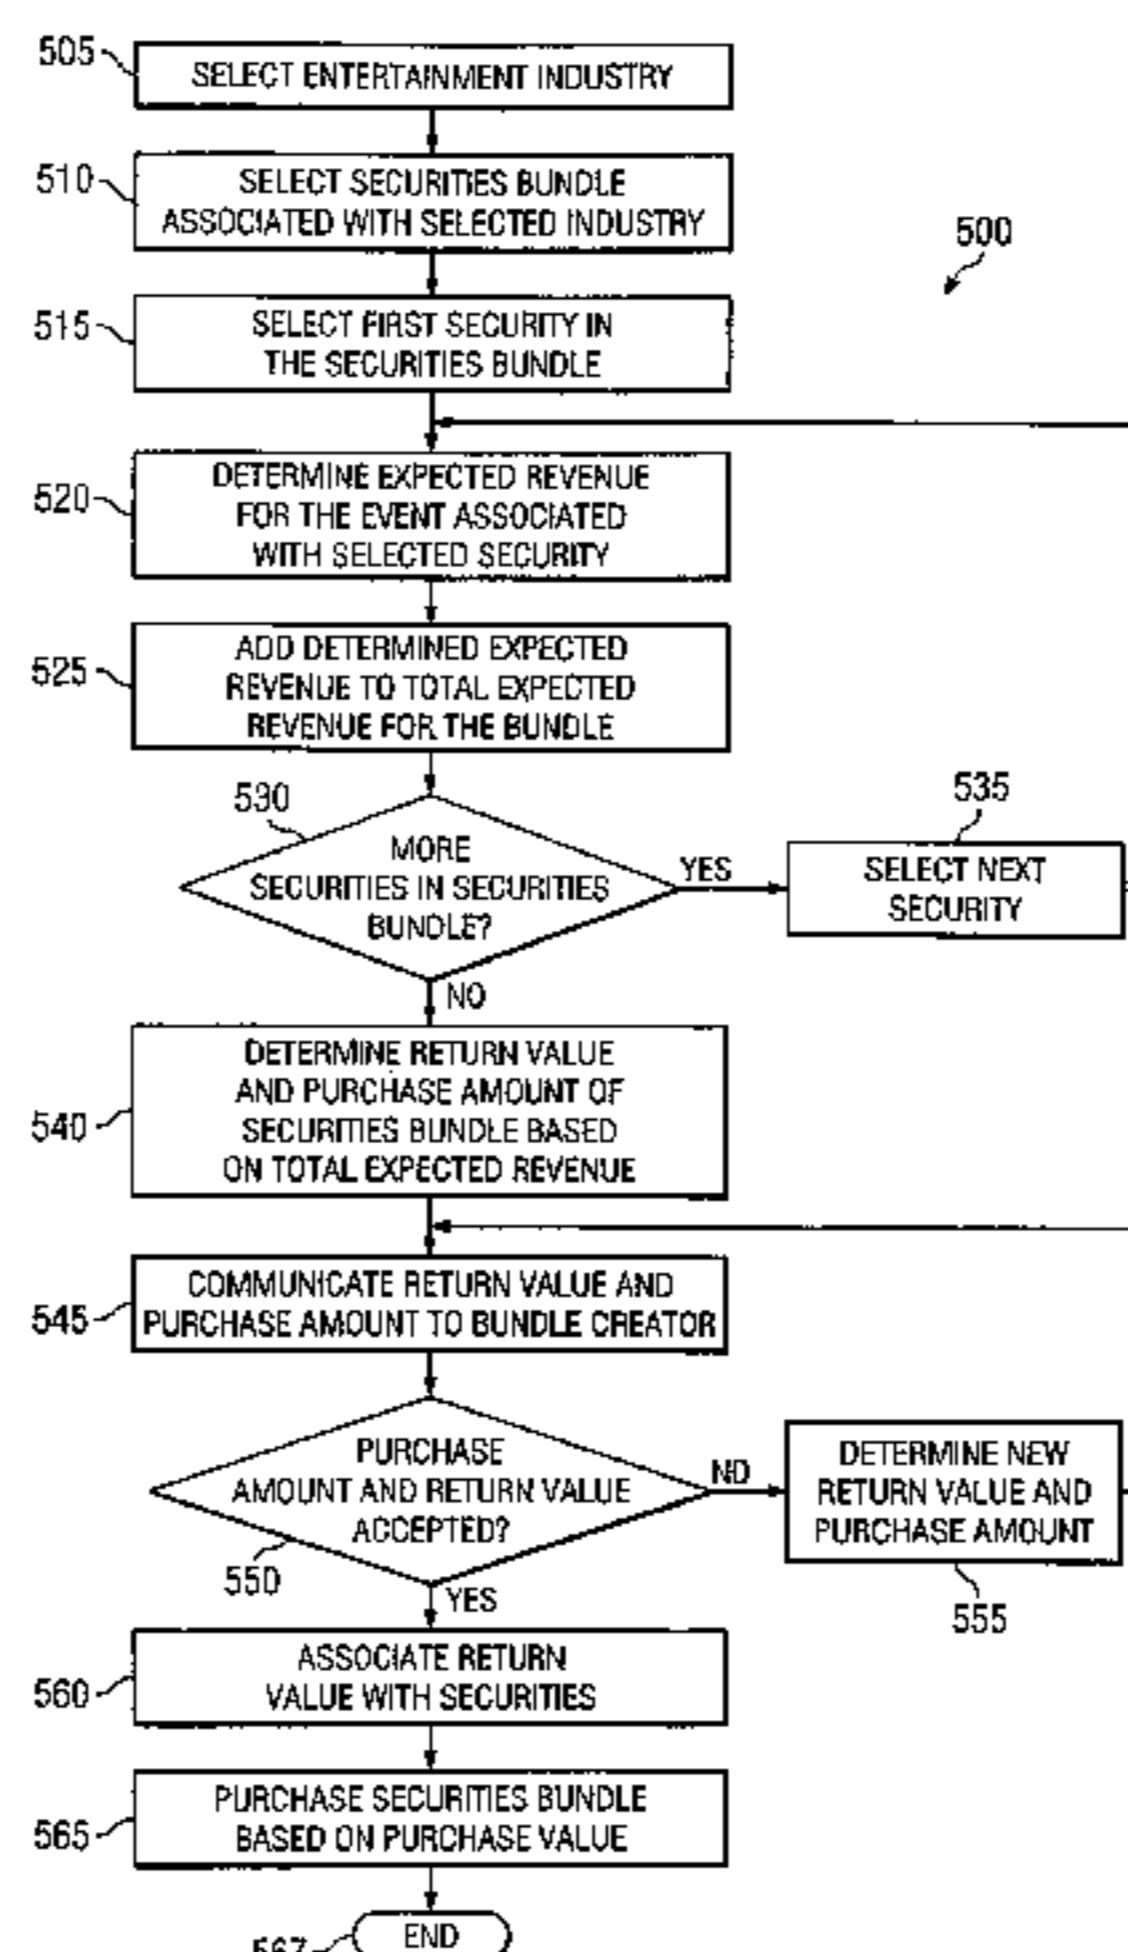 505
SELECT ENTERTAINMENT INDUSTRY
510
SELECT SECURITIES BUNDLE
ASSOCIATED WITH SELECTED INDUSTRY
500
515
SELECT FIRST SECURITY IN
THE SECURITIES BUNDLE
520
DETERMINE EXPECTED REVENUE
FOR THE EVENT ASSOCIATED
WITH SELECTED SECURITY
525
ADD DETERMINED EXPECTED
REVENUE TO TOTAL EXPECTED
REVENUE FOR THE BUNDLE
530
MORE
SECURITIES IN SECURITIES
BUNDLE?
YES
535
SELECT NEXT
SECURITY
NO
540
DETERMINE RETURN VALUE
AND PURCHASE AMOUNT OF
SECURITIES BUNDLE BASED
ON TOTAL EXPECTED REVENUE
545
COMMUNICATE RETURN VALUE AND
PURCHASE AMOUNT TO BUNDLE CREATOR
PURCHASE
AMOUNT AND RETURN VALUE
ACCEPTED?
550
NO
DETERMINE NEW
RETURN VALUE AND
PURCHASE AMOUNT
555
YES
560
ASSOCIATE RETURN
VALUE WITH SECURITIES
565
PURCHASE SECURITIES BUNDLE
BASED ON PURCHASE VALUE
567
END